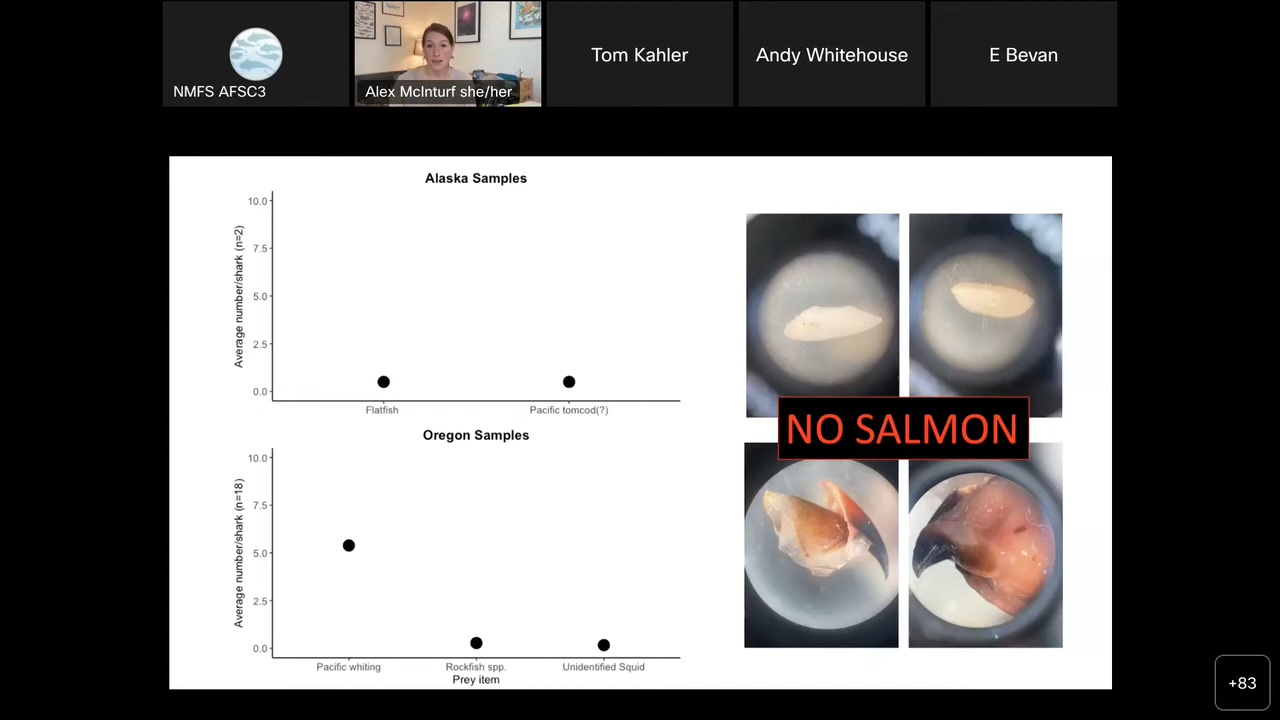 NMFS AFSC3
Alex McInturf she/her
Tom Kahler
Andy Whitehouse
E Bevan
Alaska Samples
Average number/shark (n=2)
10.0
7.5
5.0
2.5
0.0
Flatfish
Pacific tomcod(?)
Oregon Samples
Average number/shark (n=18)
10.0
7.5
5.0
2.5
0.0
Pacific whiting
Rockfish spp.
Unidentified Squid
Prey item
NO SALMON
+83